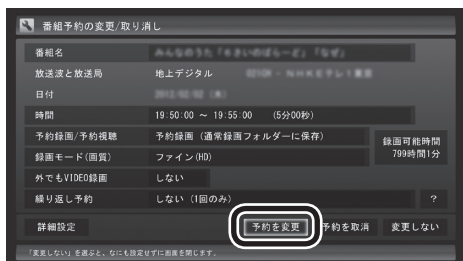 番組予約の変更/取り消し
番組名
放送波と放送局 地上デジタル
日付
時間 19:50:00 ～ 19:55:00 (5分00秒)
予約録画/予約視聴 予約録画 (通常録画フォルダーに保存)
録画可能時間
799時間1分
録画モード(画質) ファイン(HD)
外でもVIDEO録画 しない
繰り返し予約 しない (1回のみ) ?
詳細設定 予約を変更 予約を取消 変更しない
「変更しない」を選ぶと、なにも設定せずに画面を閉じます。